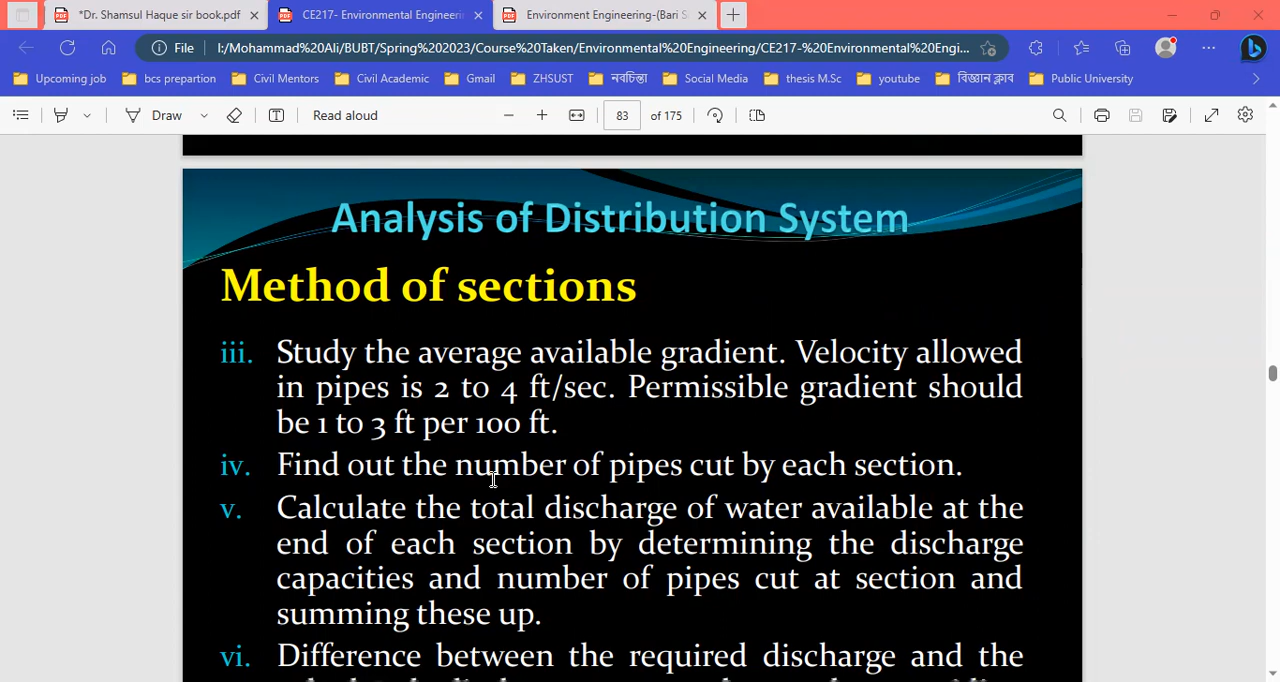 *Dr. Shamsul Haque sir book.pdf
CE217- Environmental Engineerin
Environment Engineering-(Bari S
File
I:/Mohammad%20Ali/BUBT/Spring%202023/Course%20Taken/Environmental%20Engineering/CE217-%20Environmental%20Engi...
Upcoming job
bcs prepartion
Civil Mentors
Civil Academic
Gmail
ZHSUST
নবচিন্তা
Social Media
thesis M.Sc
youtube
বিজ্ঞান ক্লাব
Public University
Draw
Read aloud
83
of 175
Analysis of Distribution System
Method of sections
iii. Study the average available gradient. Velocity allowed
in pipes is 2 to 4 ft/sec. Permissible gradient should
be 1 to 3 ft per 100 ft.
iv. Find out the number of pipes cut by each section.
v. Calculate the total discharge of water available at the
end of each section by determining the discharge
capacities and number of pipes cut at section and
summing these up.
vi. Difference between the required discharge and the